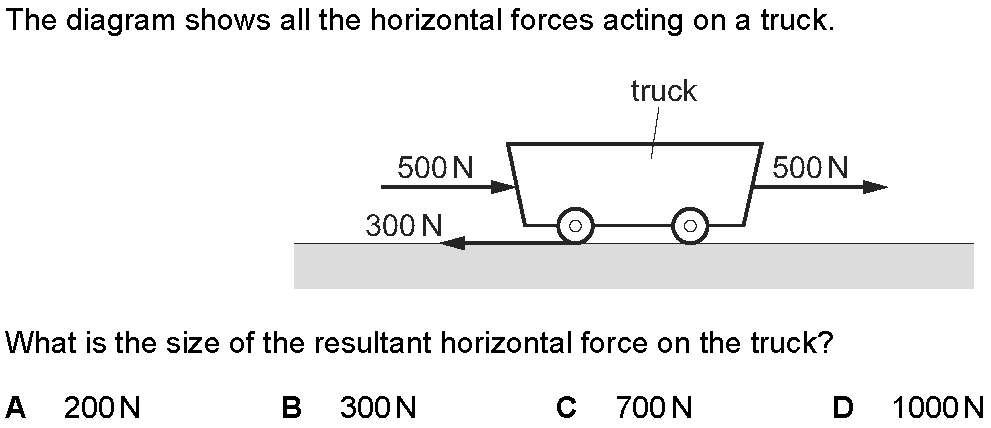 The diagram shows all the horizontal forces acting on a truck.
truck
500 N 500 N
300 N
What is the size of the resultant horizontal force on the truck?
A 200 N B 300 N C 700 N D 1000 N